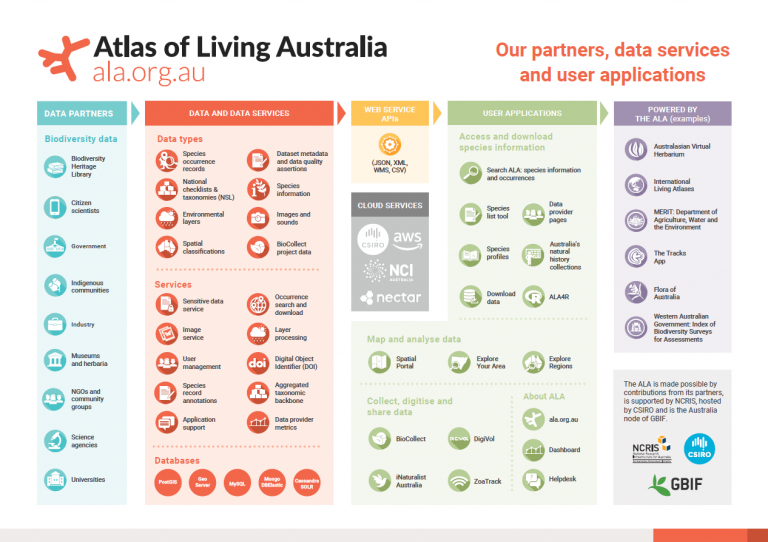 Atlas of Living Australia
ala.org.au
Our partners, data services
and user applications
DATA PARTNERS
Biodiversity data
Biodiversity
Heritage
Library
Citizen
scientists
Government
Indigenous
communities
Industry
Museums
and herbaria
NGOs and
community
groups
Science
agencies
Universities
DATA AND DATA SERVICES
Data types
Species
occurrence
records
Dataset metadata
and data quality
assertions
National
checklists &
taxonomies (NSL)
Species
information
Environmental
layers
Images and
sounds
Spatial
classifications
BioCollect
project data
Services
Sensitive data
service
Occurrence
search and
download
Image
service
Layer
processing
User
management
doi
Digital Object
Identifier (DOI)
Species
record
annotations
Aggregated
taxonomic
backbone
Application
support
Data provider
metrics
Databases
PostGIS
Geo
Server
MySQL
Mongo
DBElastic
Cassandra
SOLR
WEB SERVICE
APIs
(JSON, XML,
WMS, CSV)
CLOUD SERVICES
CSIRO
aws
NCI
AUSTRALIA
nectar
USER APPLICATIONS
Access and download
species information
Search ALA: species information
and occurrences
Species
list tool
Data
provider
pages
Species
profiles
Australia's
natural
history
collections
Download
data
R
ALA4R
Map and analyse data
Spatial
Portal
Explore
Your Area
Explore
Regions
Collect, digitise and
share data
BioCollect
DigiVol
iNaturalist
Australia
ZooTrack
About ALA
ala.org.au
Dashboard
Helpdesk
POWERED BY
THE ALA (examples)
Australasian Virtual
Herbarium
International
Living Atlases
MERIT: Department of
Agriculture, Water and
the Environment
The Tracks
App
Flora of
Australia
Western Australian
Government: Index of
Biodiversity Surveys
for Assessments
The ALA is made possible by
contributions from its partners,
is supported by NCRIS, hosted
by CSIRO and is the Australia
node of GBIF.
NCRIS
CSIRO
GBIF